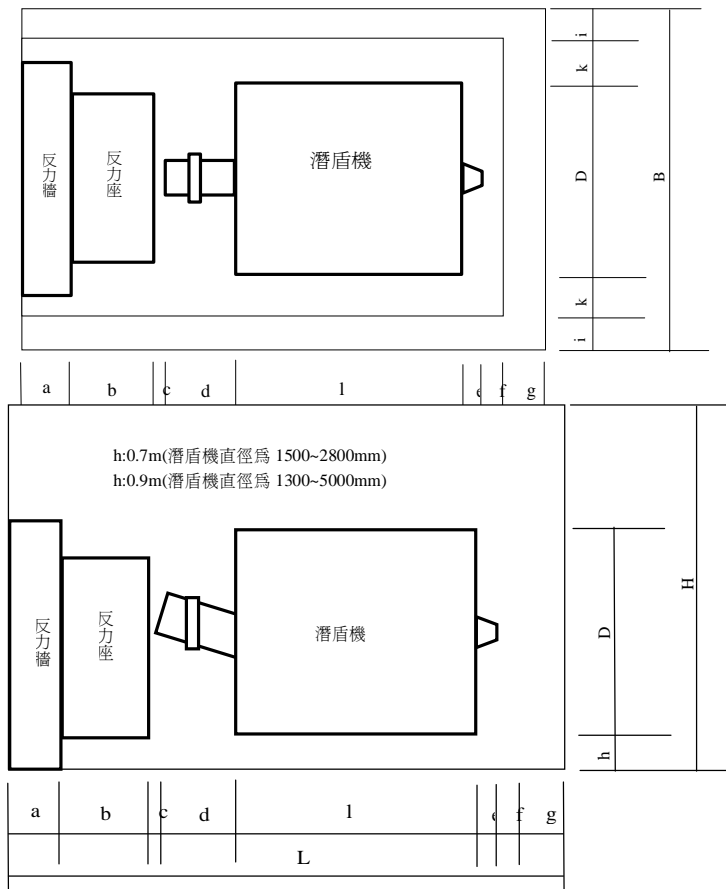 i
k
D
B
k
i
反力牆
反力座
潛盾機
a b c d l e f g
h:0.7m(潛盾機直徑爲 1500~2800mm)
h:0.9m(潛盾機直徑爲 1300~5000mm)
反力牆
反力座
潛盾機
H
D
h
a b c d l e f g
L